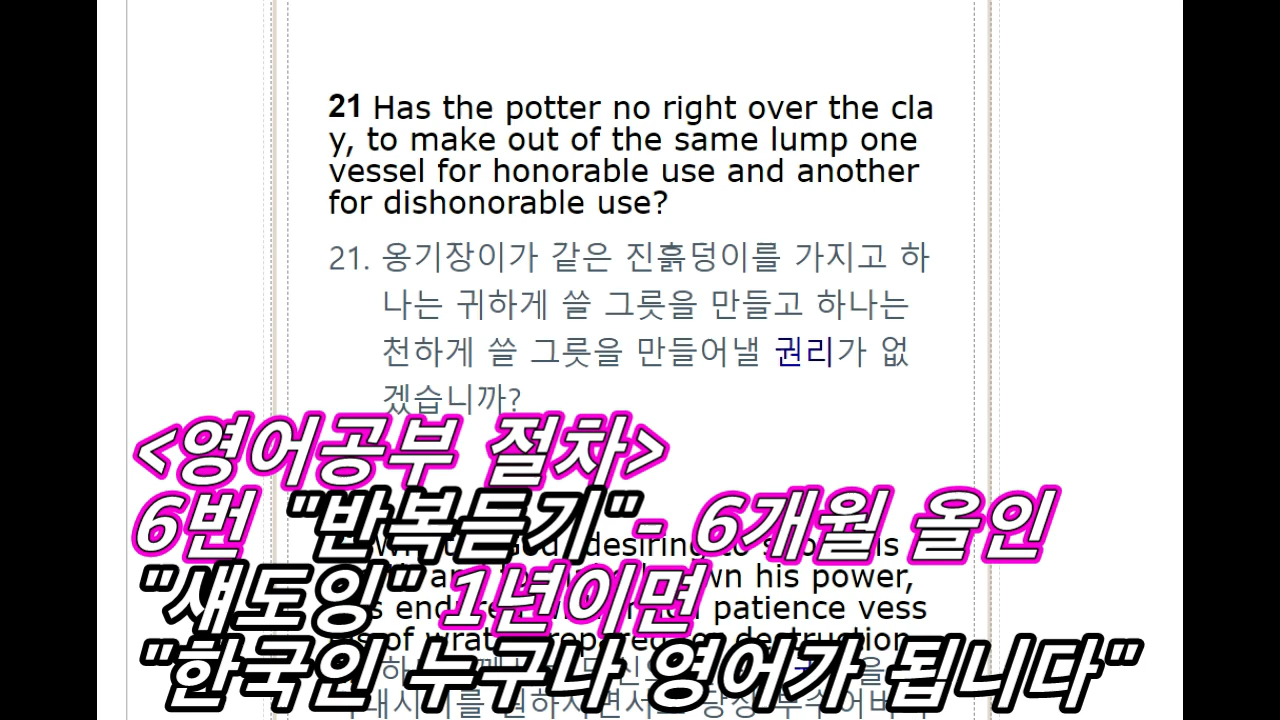 21 Has the potter no right over the cla
y, to make out of the same lump one
vessel for honorable use and another
for dishonorable use?
21. 옹기장이가 같은 진흙덩이를 가지고 하
나는 귀하게 쓸 그릇을 만들고 하나는
천하게 쓸 그릇을 만들어낼 권리가 없
겠습니까?
<영어공부 절차>
6번 "반복듣기"- 6개월 올인
desiring to
"섀도잉" 1년이면
his power,
patience vess
of
"한국인 누구나 영어가 됩니다"